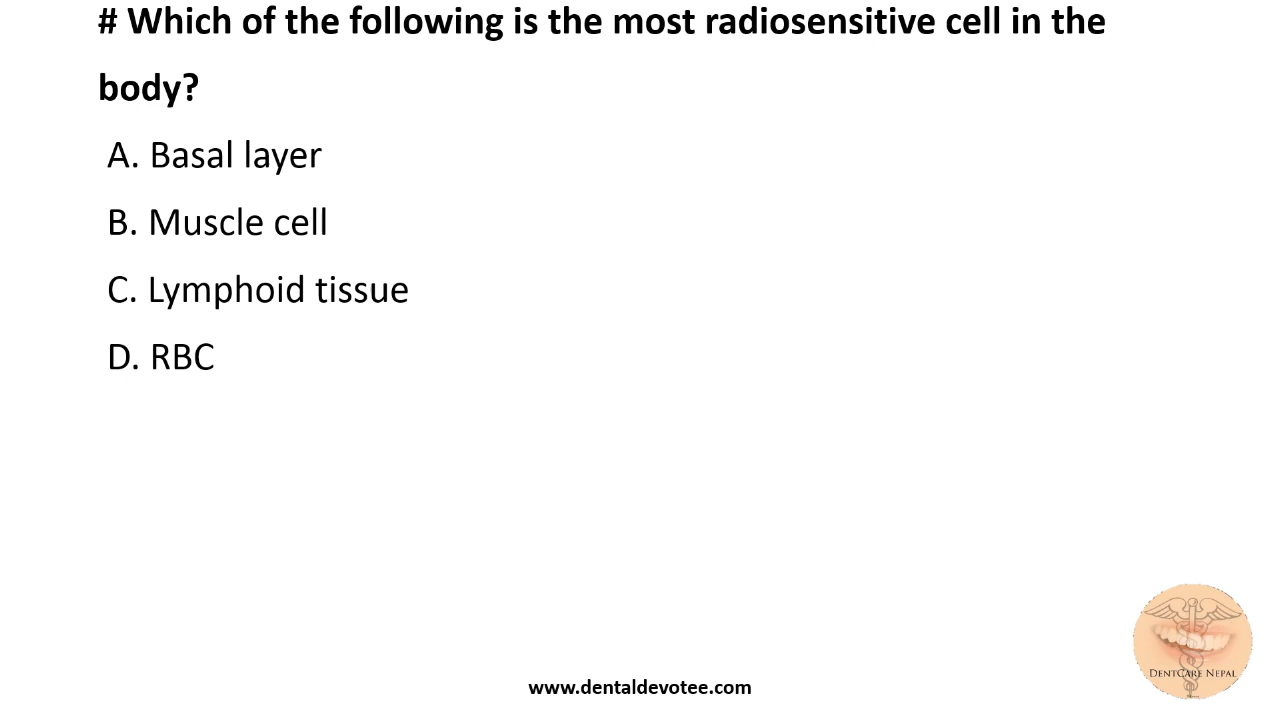 # Which of the following is the most radiosensitive cell in the
body?
A. Basal layer
B. Muscle cell
C. Lymphoid tissue
D. RBC
DentCare Nepal
www.dentaldevotee.com